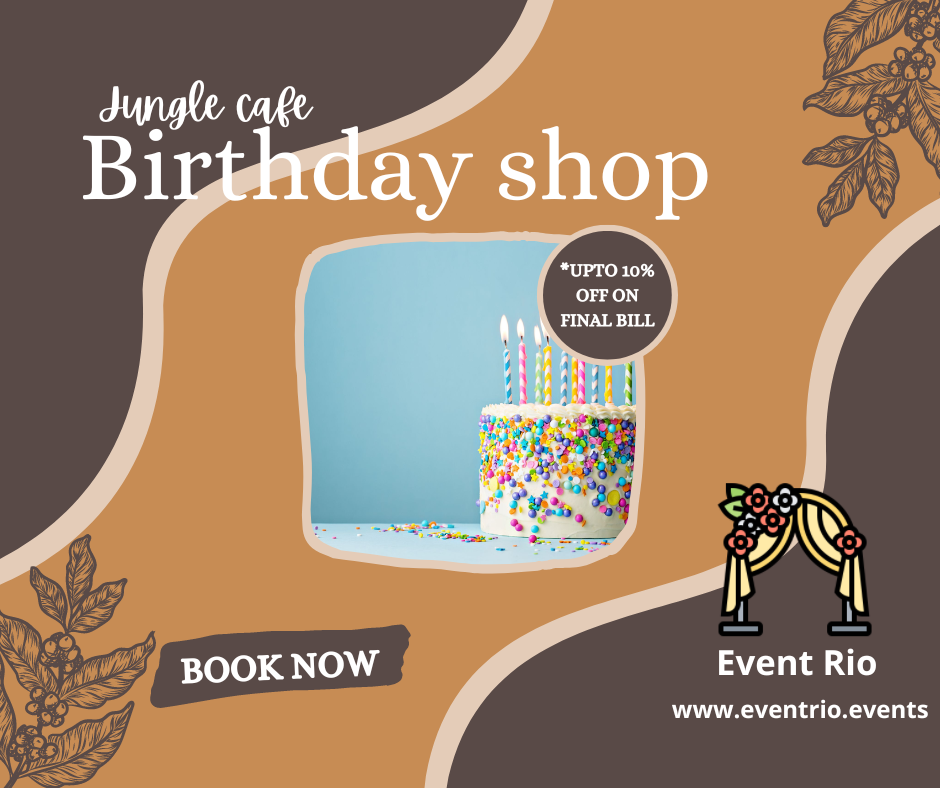 Jungle cafe
Birthday shop
*UPTO 10%
OFF ON
FINAL BILL
BOOK NOW
Event Rio
www.eventrio.events